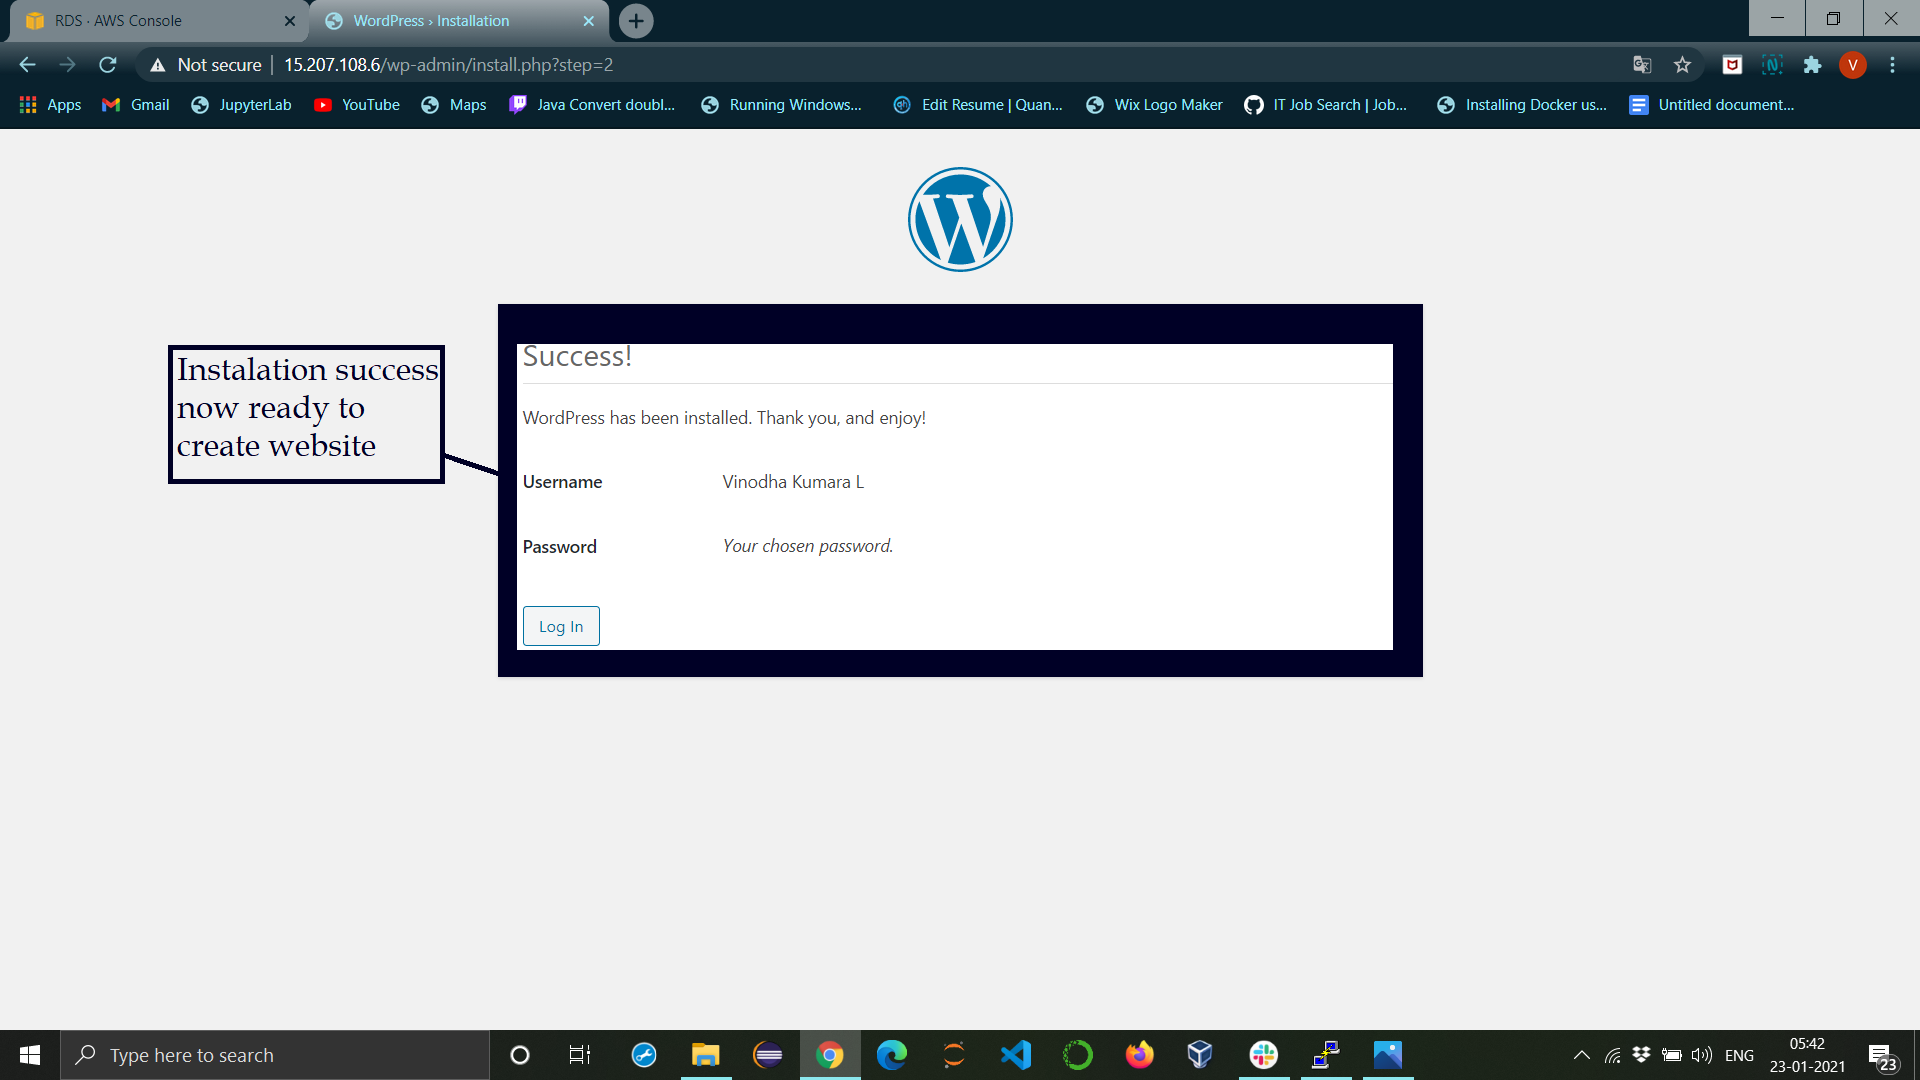 RDS · AWS Console
WordPress › Installation
Not secure | 15.207.108.6/wp-admin/install.php?step=2
V
Apps
Gmail
JupyterLab
YouTube
Maps
Java Convert doubl...
Running Windows...
Edit Resume | Quan...
Wix Logo Maker
IT Job Search | Job...
Installing Docker us...
Untitled document...
W
Instalation success
now ready to
create website
Success!
WordPress has been installed. Thank you, and enjoy!
Username Vinodha Kumara L
Password Your chosen password.
Log In
Type here to search
ENG
05:42
23-01-2021
23